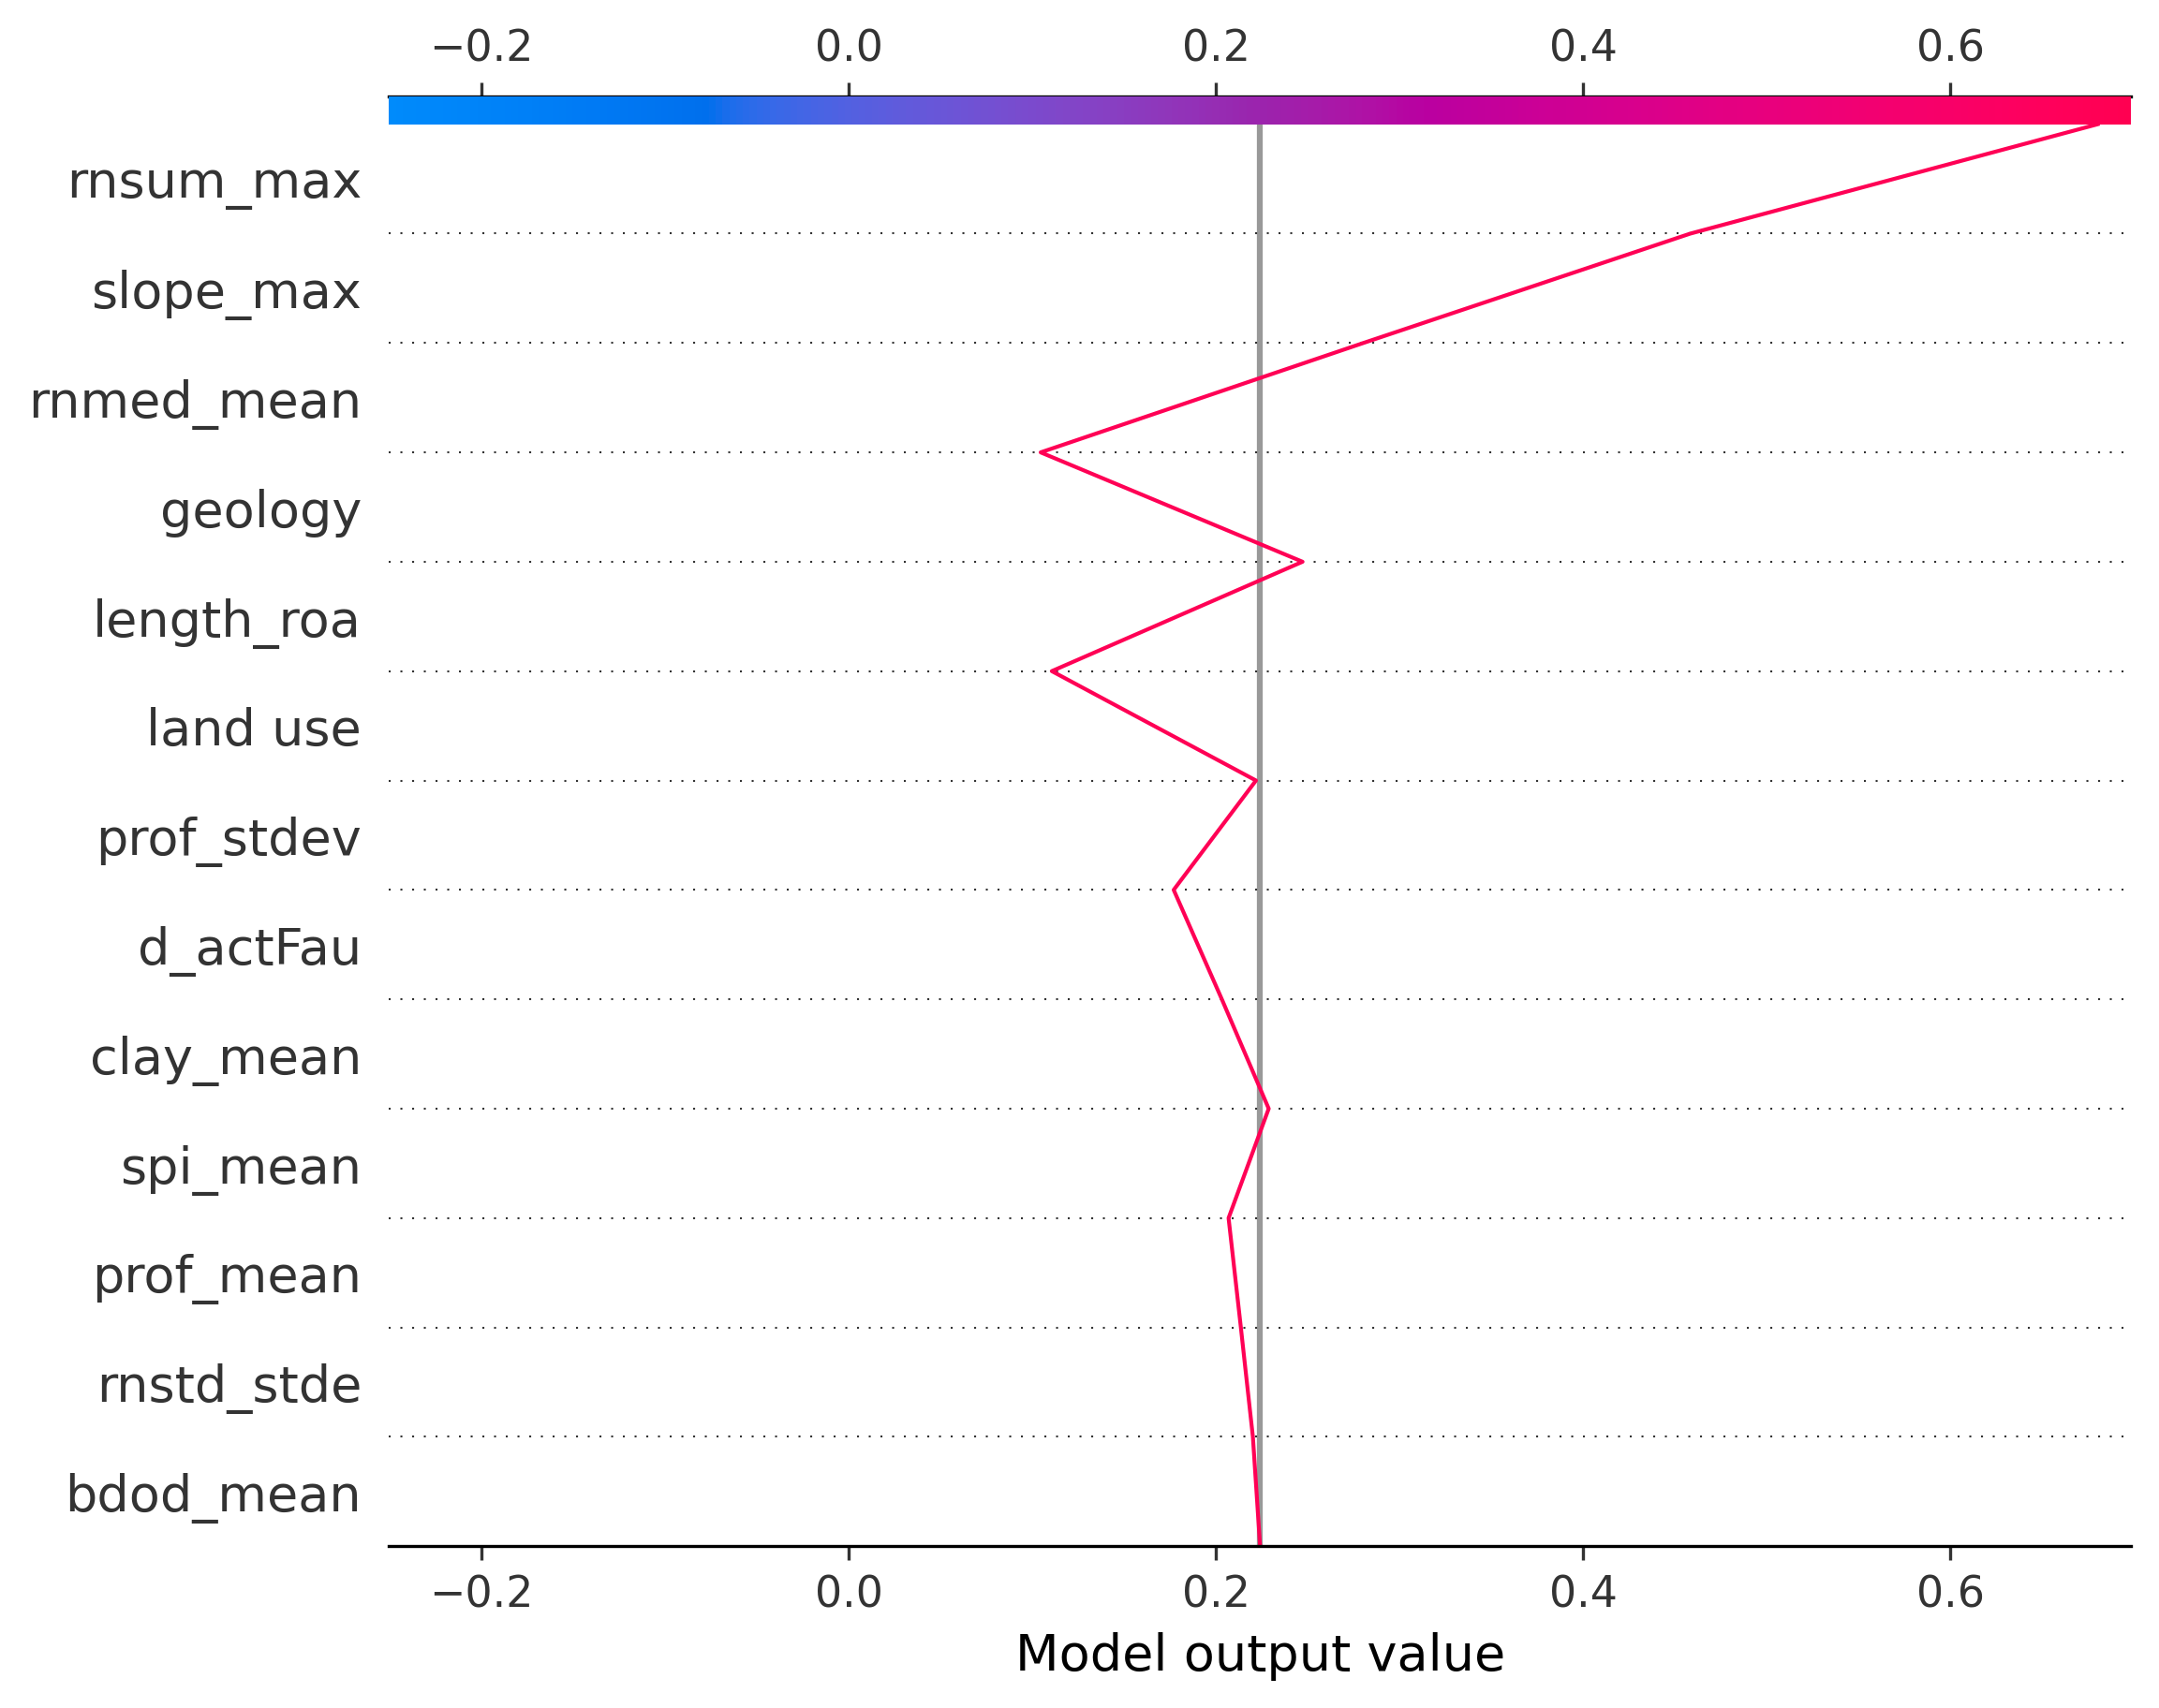 −0.2 0.0 0.2 0.4 0.6
rnsum_max
slope_max
rnmed_mean
geology
length_roa
land use
prof_stdev
d_actFau
clay_mean
spi_mean
prof_mean
rnstd_stde
bdod_mean
−0.2 0.0 0.2 0.4 0.6
Model output value